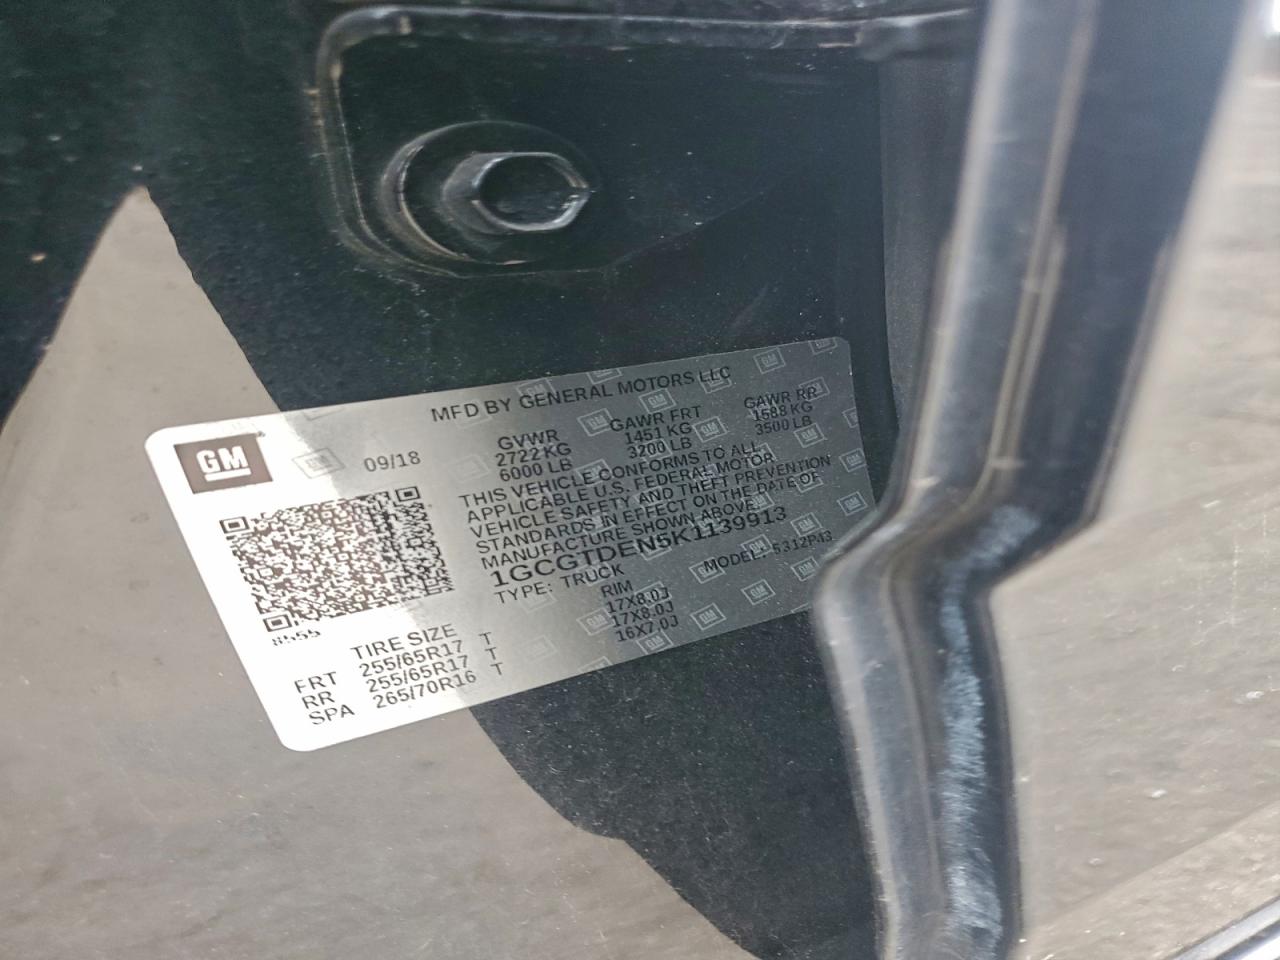 MFD BY GENERAL MOTORS LLC
GM
09/18
GVWR GAWR FRT GAWR RR
2722 KG 1451 KG 1588 KG
6000 LB 3200 LB 3500 LB
THIS VEHICLE CONFORMS TO ALL
APPLICABLE U.S. FEDERAL MOTOR
VEHICLE SAFETY AND THEFT PREVENTION
STANDARDS IN EFFECT ON THE DATE OF
MANUFACTURE SHOWN ABOVE.
1GCGTDEN5K1139913
TYPE: TRUCK MODEL: 5312P43
8555
TIRE SIZE RIM
FRT 255/65R17 T 17X8.0J
RR 255/65R17 T 17X8.0J
SPA 265/70R16 T 16X7.0J